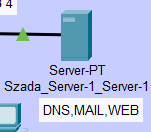 4
Server-PT
Szada_Server-1_Server-1
DNS,MAIL,WEB